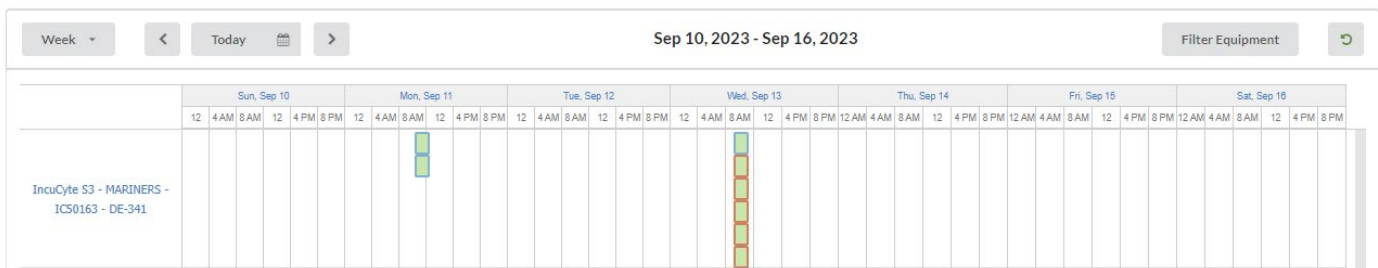 Week
Today
Sep 10, 2023 - Sep 16, 2023
Filter Equipment
Sun, Sep 10 Mon, Sep 11 Tue, Sep 12 Wed, Sep 13 Thu, Sep 14 Fri, Sep 15 Sat, Sep 16
12 4 AM 8 AM 12 4 PM 8 PM 12 4 AM 8 AM 12 4 PM 8 PM 12 4 AM 8 AM 12 4 PM 8 PM 12 4 AM 8 AM 12 4 PM 8 PM 12 AM 4 AM 8 AM 12 4 PM 8 PM 12 AM 4 AM 8 AM 12 4 PM 8 PM 12 AM 4 AM 8 AM 12 4 PM 8 PM
IncuCyte S3 - MARINERS -
IC50163 - DE-341